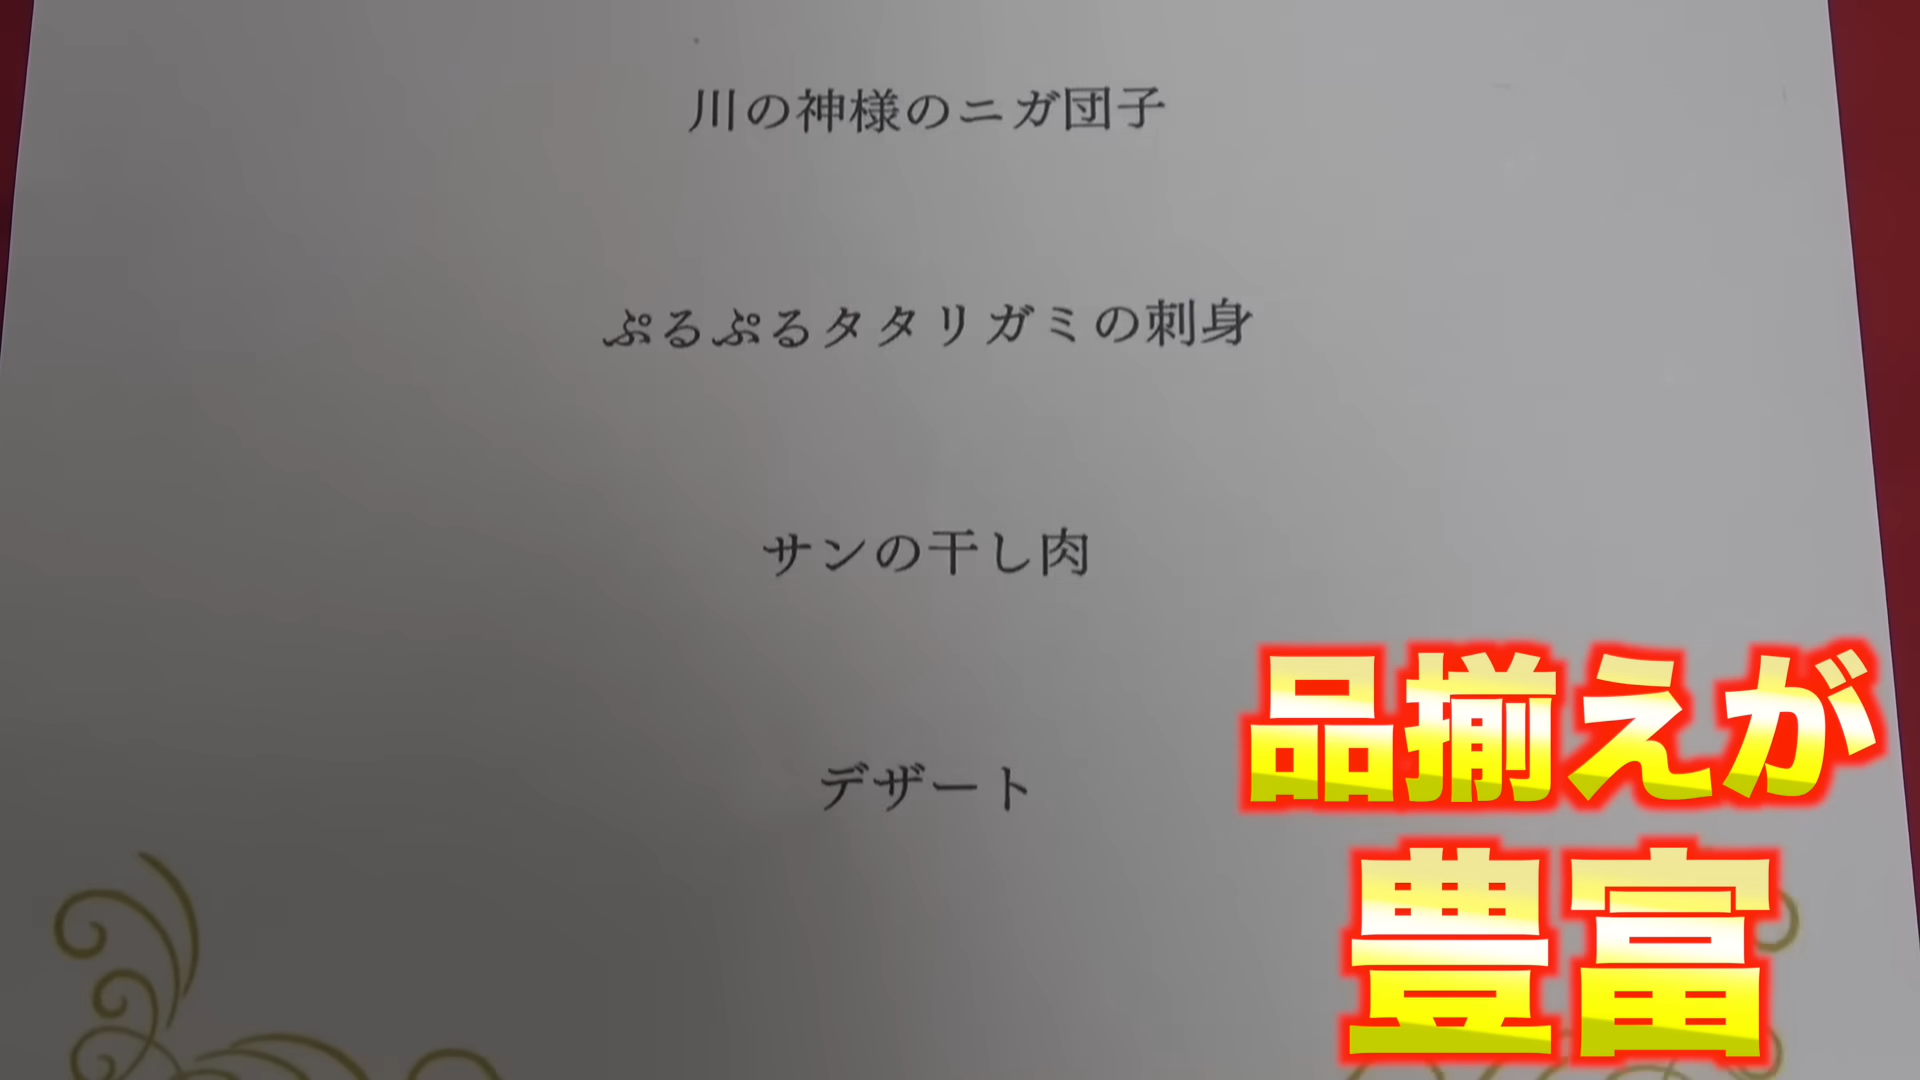 川の神様のニガ団子
ぷるぷるタタリガミの刺身
サンの干し肉
デザート
品揃えが
豊富